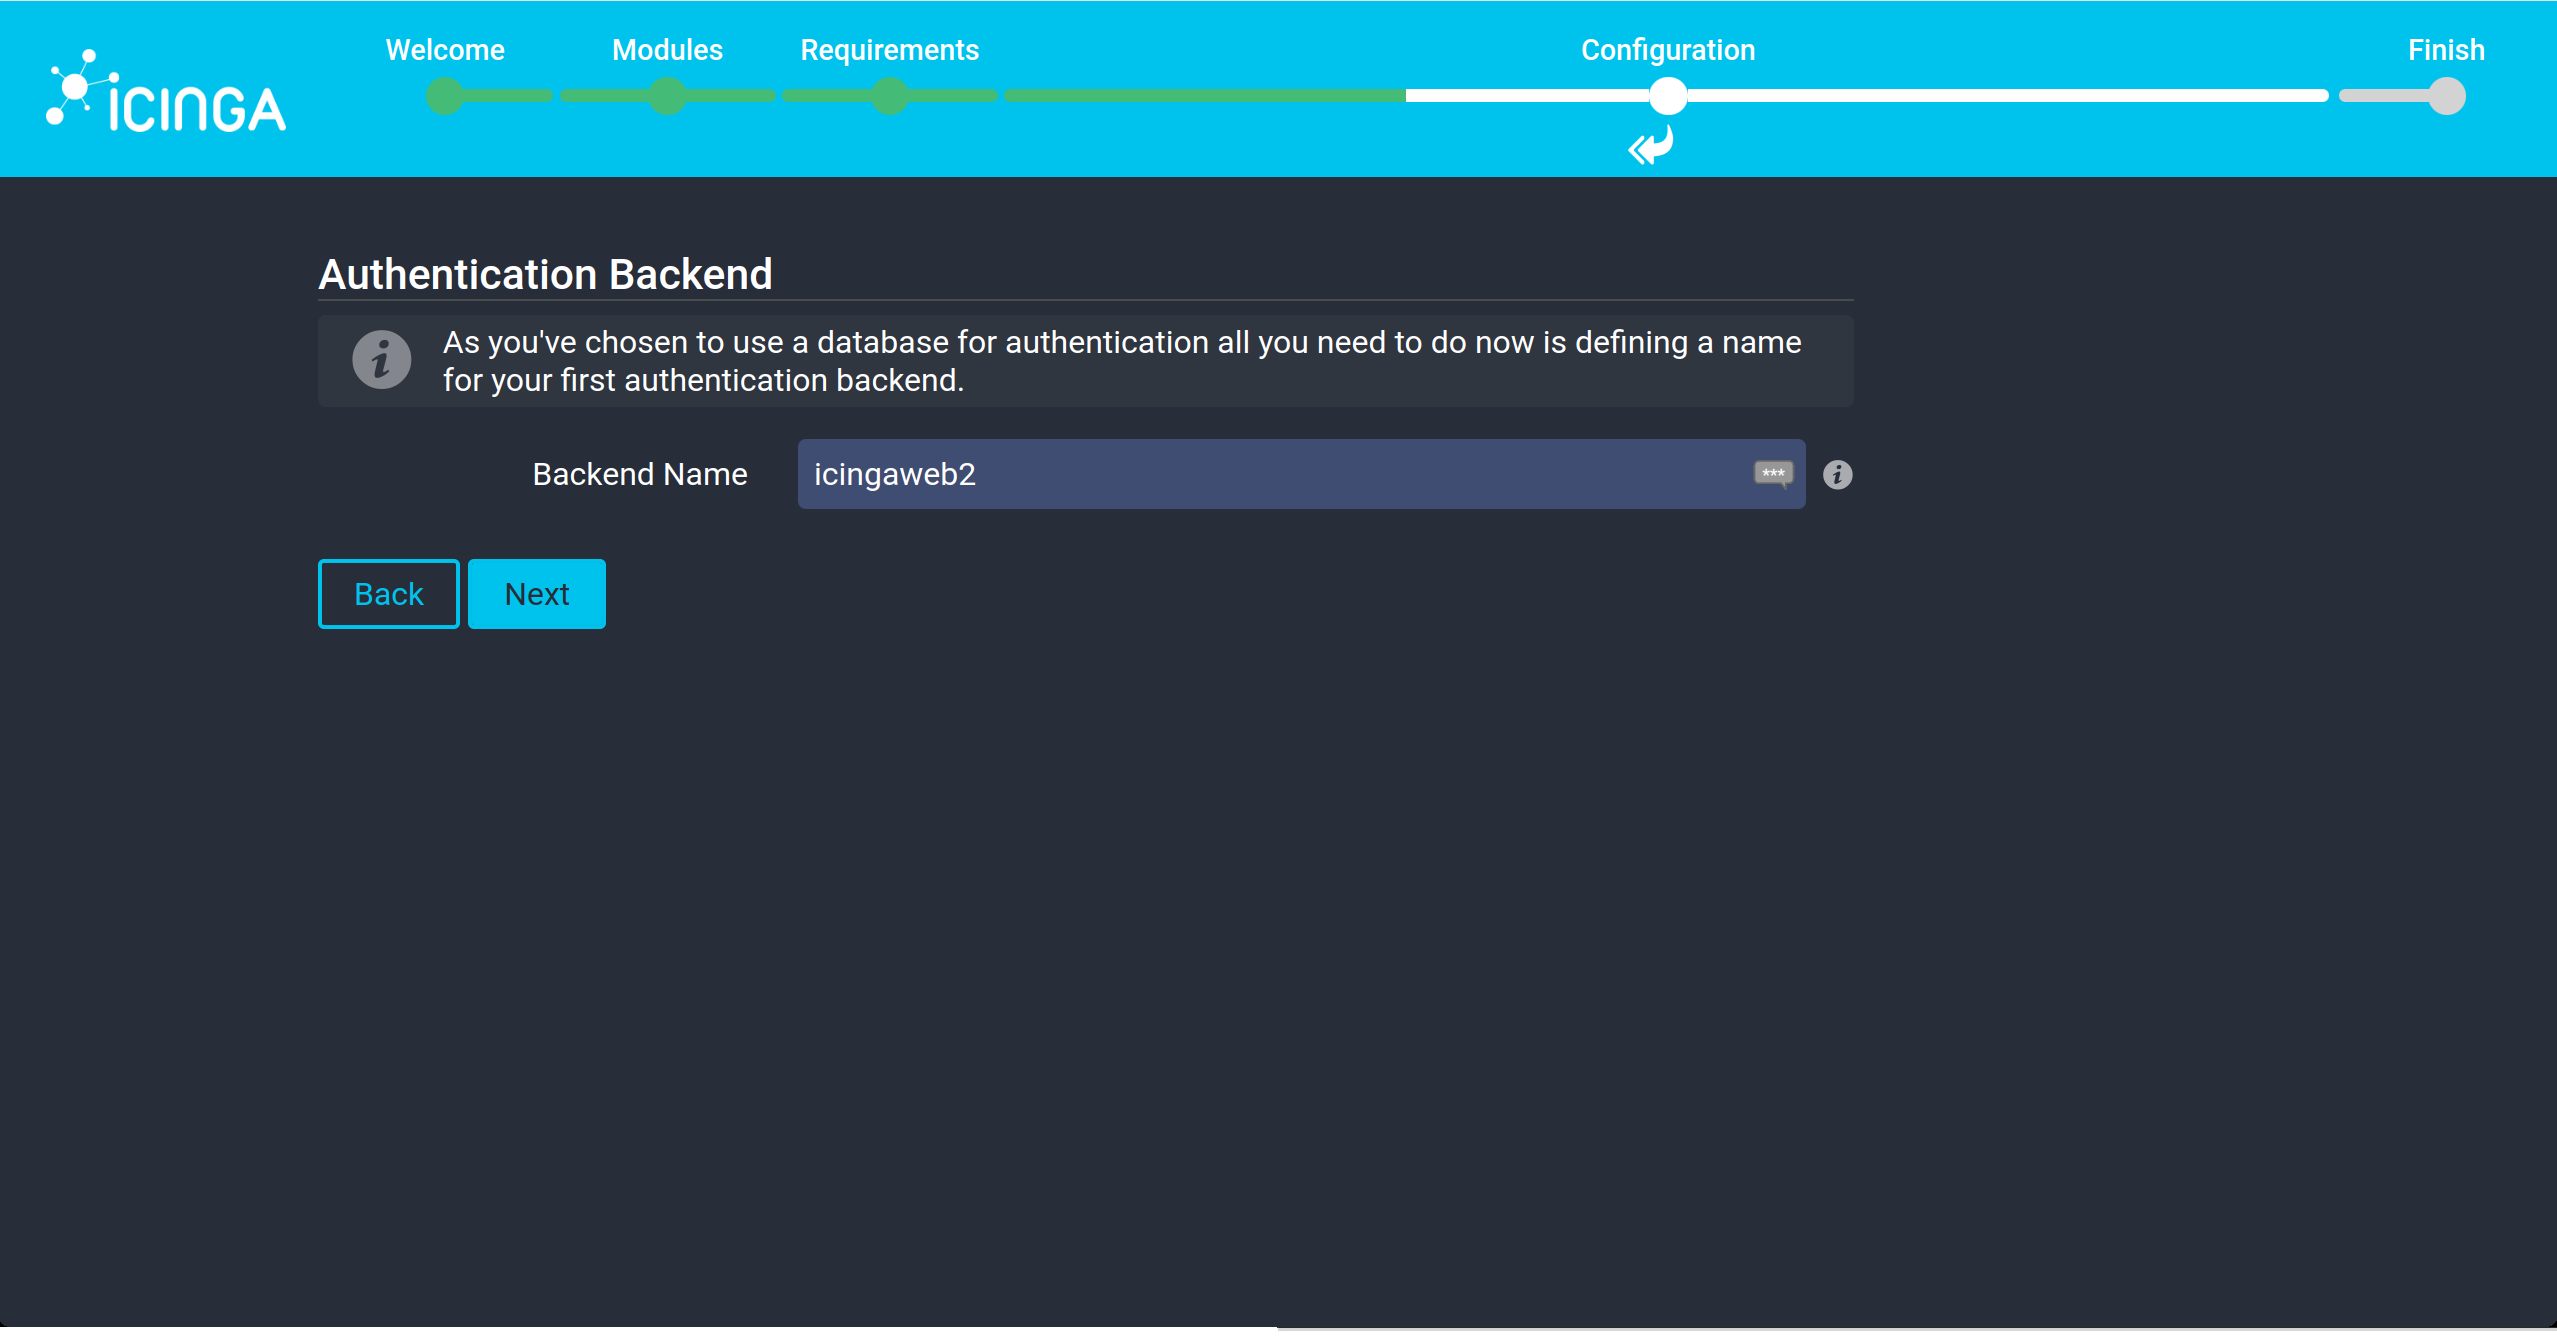 Welcome
Modules
Requirements
Configuration
Finish
ICINGA
Authentication Backend
As you've chosen to use a database for authentication all you need to do now is defining a name
for your first authentication backend.
Backend Name
icingaweb2
***
Back
Next